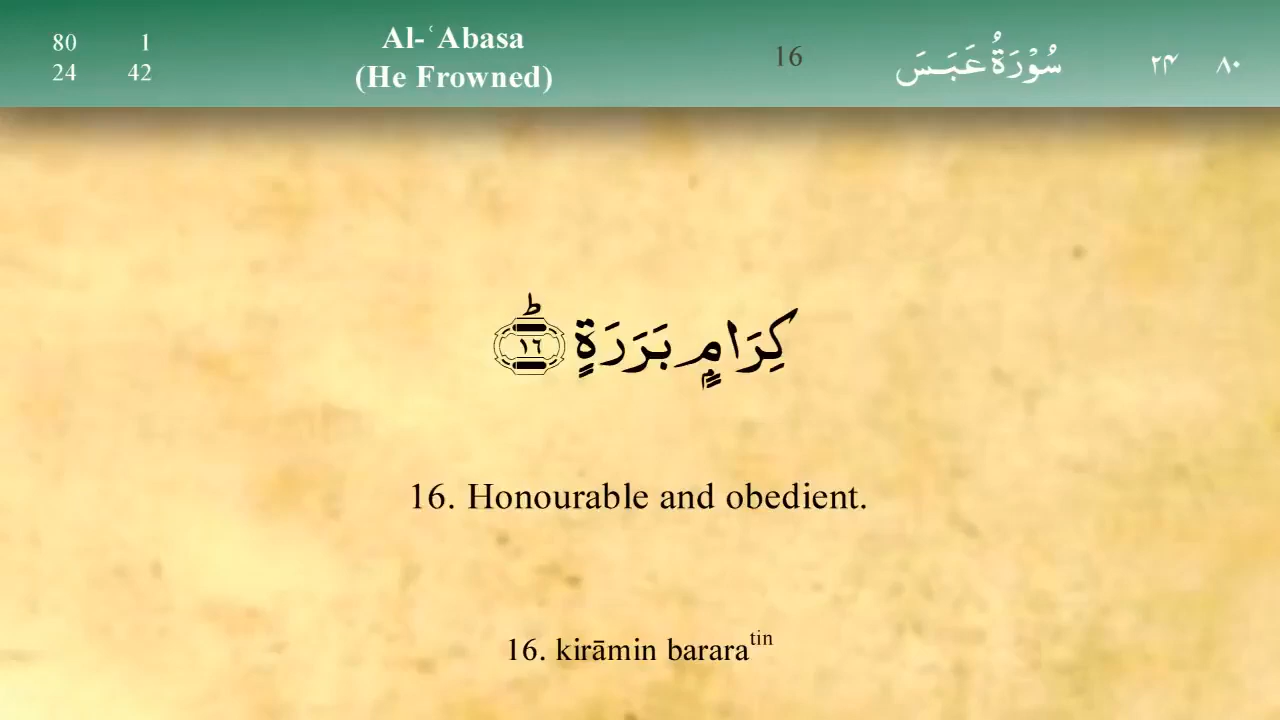 80 1
24 42
Al-ʿAbasa
(He Frowned)
16
سُوْرَةُ عَبَسَ
٢٤ ٨٠
كِرَامٍۭ بَرَرَةٍ ؕ ١٦
16. Honourable and obedient.
16. kirāmin bararaᵗⁱⁿ